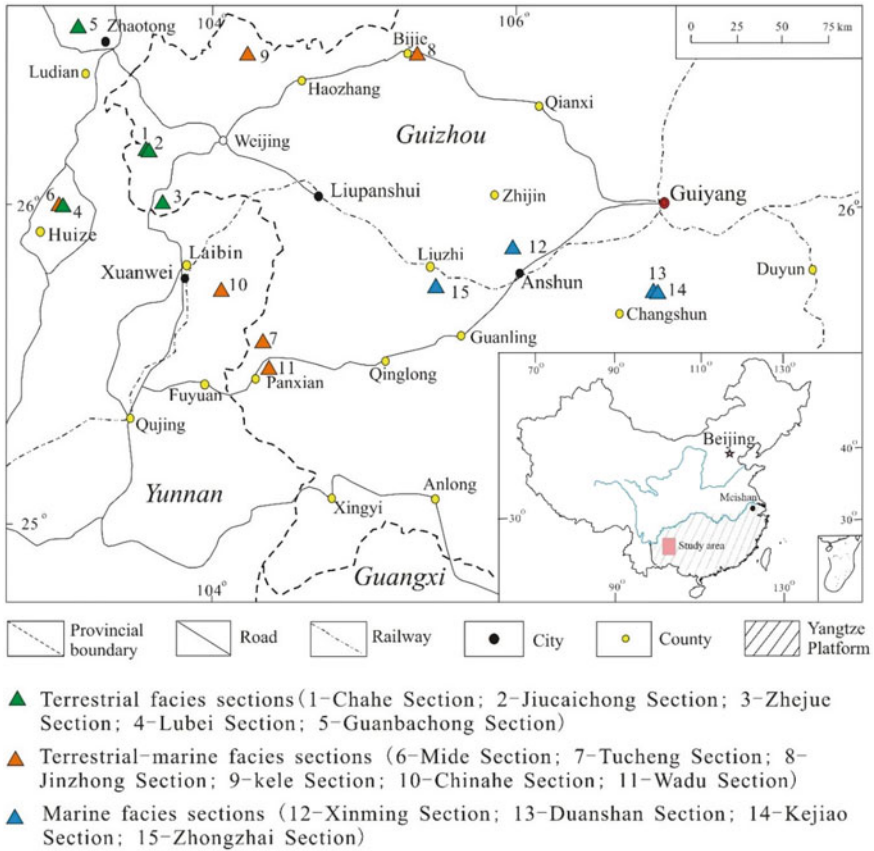 104°
106°
0 25 50 75 km
5
Zhaotong
Ludian
9
Bijie
8
Haozhang
Qianxi
1
2
Weijing
Guizhou
26°
6
4
3
Liupanshui
Zhijin
Guiyang
26°
Huize
Laibin
Xuanwei
10
Liuzhi
15
12
Anshun
13
14
Duyun
Changshun
7
11
Guanling
Panxian
Qinglong
Fuyuan
Qujing
Yunnan
25°
Xingyi
Anlong
104°
Guangxi
70° 90° 110° 130°
Beijing
40°
Meishan
30°
30°
Study area
90°
130°
Provincial
boundary
Road
Railway
City
County
Yangtze
Platform
Terrestrial facies sections(1-Chahe Section; 2-Jiucaichong Section; 3-Zhejue
Section; 4-Lubei Section; 5-Guanbachong Section)
Terrestrial-marine facies sections (6-Mide Section; 7-Tucheng Section; 8-
Jinzhong Section; 9-kele Section; 10-Chinahe Section; 11-Wadu Section)
Marine facies sections (12-Xinming Section; 13-Duanshan Section; 14-Kejiao
Section; 15-Zhongzhai Section)